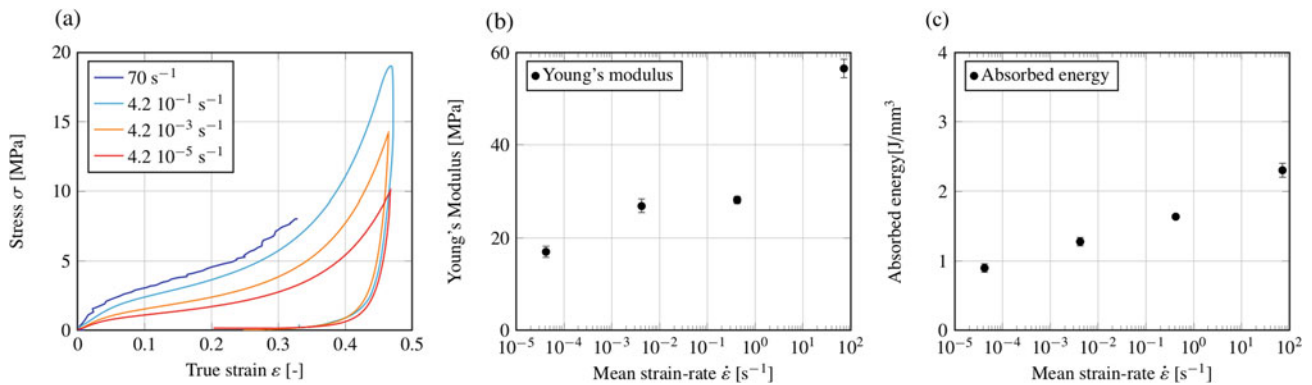 (a)
20
15
10
5
0
0 0.1 0.2 0.3 0.4 0.5
Stress σ [MPa]
True strain ε [-]
70 s⁻¹
4.2 10⁻¹ s⁻¹
4.2 10⁻³ s⁻¹
4.2 10⁻⁵ s⁻¹
(b)
60
40
20
0
10⁻⁵ 10⁻⁴ 10⁻³ 10⁻² 10⁻¹ 10⁰ 10¹ 10²
Young's Modulus [MPa]
Mean strain-rate ε̇ [s⁻¹]
Young's modulus
(c)
4
3
2
1
0
10⁻⁵ 10⁻⁴ 10⁻³ 10⁻² 10⁻¹ 10⁰ 10¹ 10²
Absorbed energy[J/mm³]
Mean strain-rate ε̇ [s⁻¹]
Absorbed energy